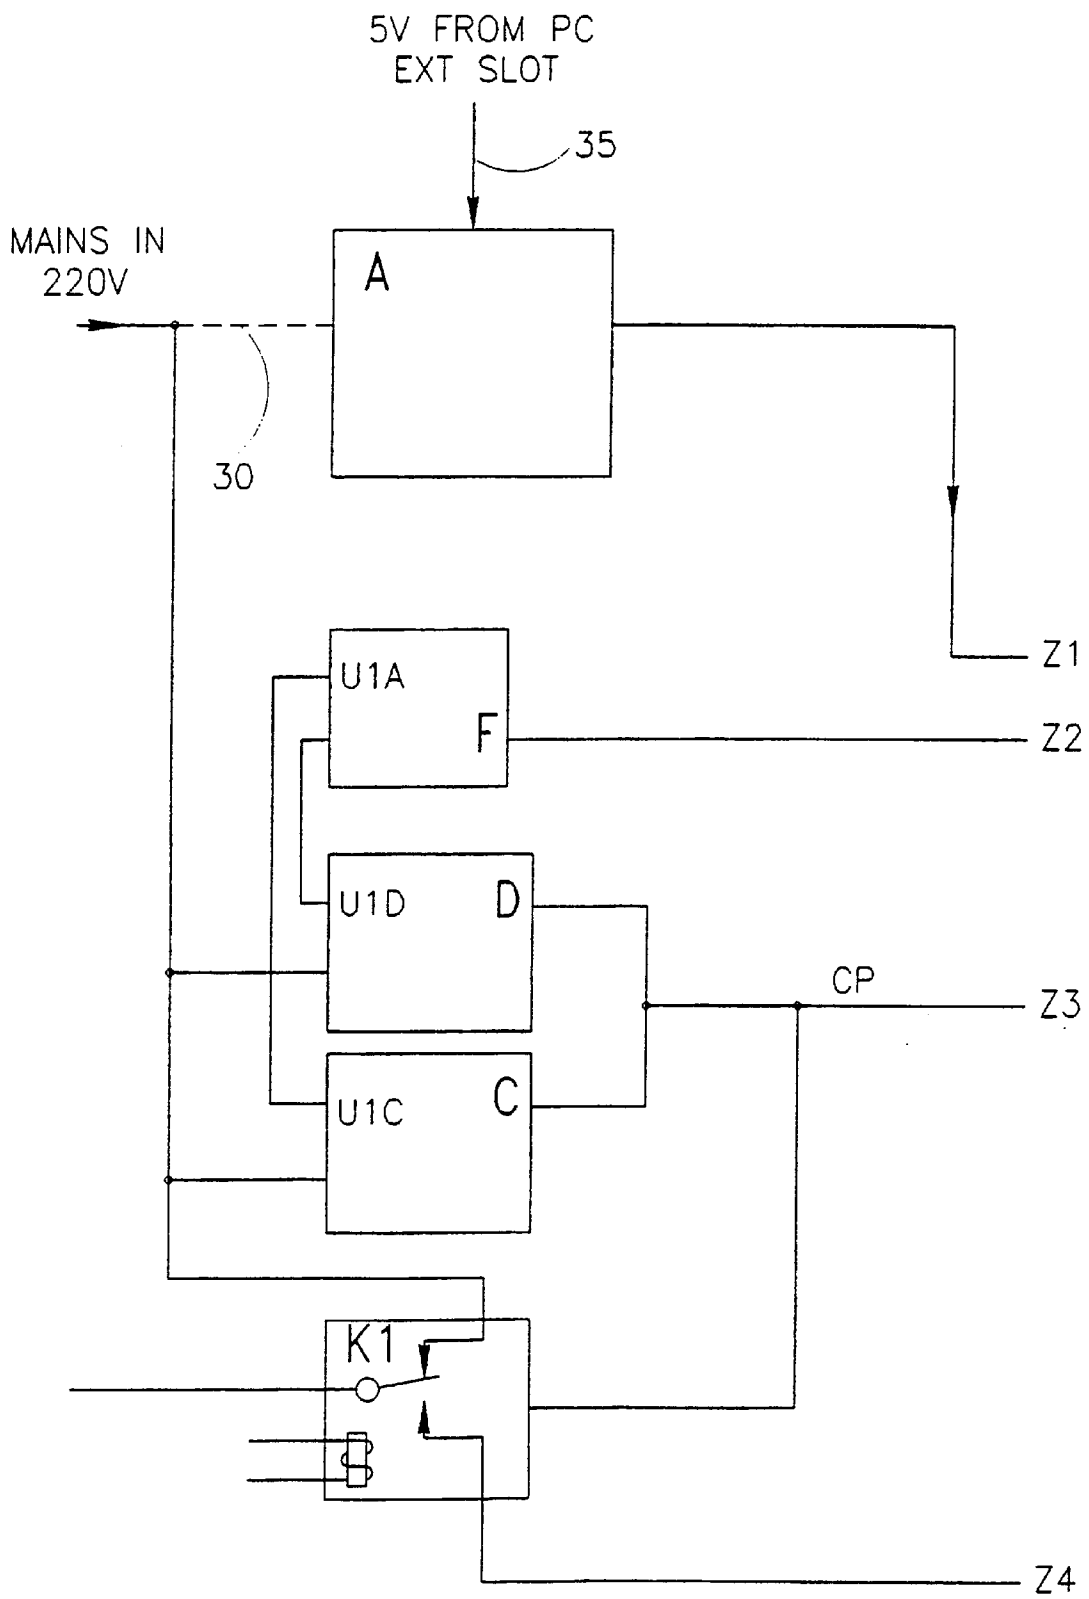 5V FROM PC
EXT SLOT
35
MAINS IN
220V
A
30
Z1
U1A
F
Z2
U1D
D
CP
Z3
U1C
C
K1
Z4